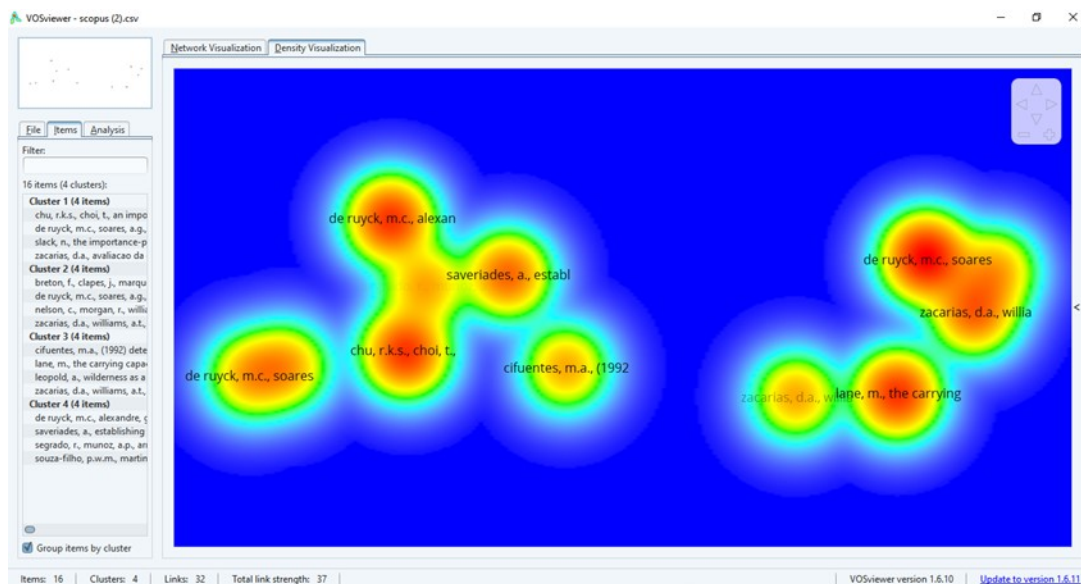 VOSviewer - scopus (2).csv
Network Visualization
Density Visualization
File
Items
Analysis
Filter:
16 items (4 clusters):
Cluster 1 (4 items)
chu, r.k.s., choi, t., an impo
de ruyck, m.c., soares, a.g.,
slack, n., the importance-p
zacarias, d.a., avaliacao da
Cluster 2 (4 items)
breton, f., clapes, j., marqu
de ruyck, m.c., soares, a.g.,
nelson, c., morgan, r., willia
zacarias, d.a., williams, a.t.,
Cluster 3 (4 items)
cifuentes, m.a., (1992) dete
lane, m., the carrying capa
leopold, a., wilderness as a
zacarias, d.a., williams, a.t.,
Cluster 4 (4 items)
de ruyck, m.c., alexandre, g
saveriades, a., establishing
segrado, r., munoz, a.p., arr
souza-filho, p.w.m., martin
Group items by cluster
de ruyck, m.c., alexan
saveriades, a., establ
chu, r.k.s., choi, t.,
de ruyck, m.c., soares
cifuentes, m.a., (1992
de ruyck, m.c., soares
zacarias, d.a., willia
zacarias, d.a., w
lane, m., the carrying
Items: 16
Clusters: 4
Links: 32
Total link strength: 37
VOSviewer version 1.6.10
Update to version 1.6.11